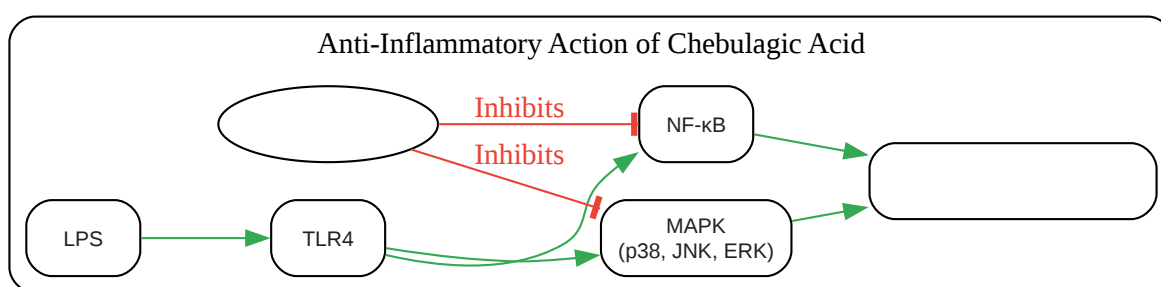 Anti-Inflammatory Action of Chebulagic Acid
Inhibits
NF-κB
Inhibits
LPS
TLR4
MAPK
(p38, JNK, ERK)